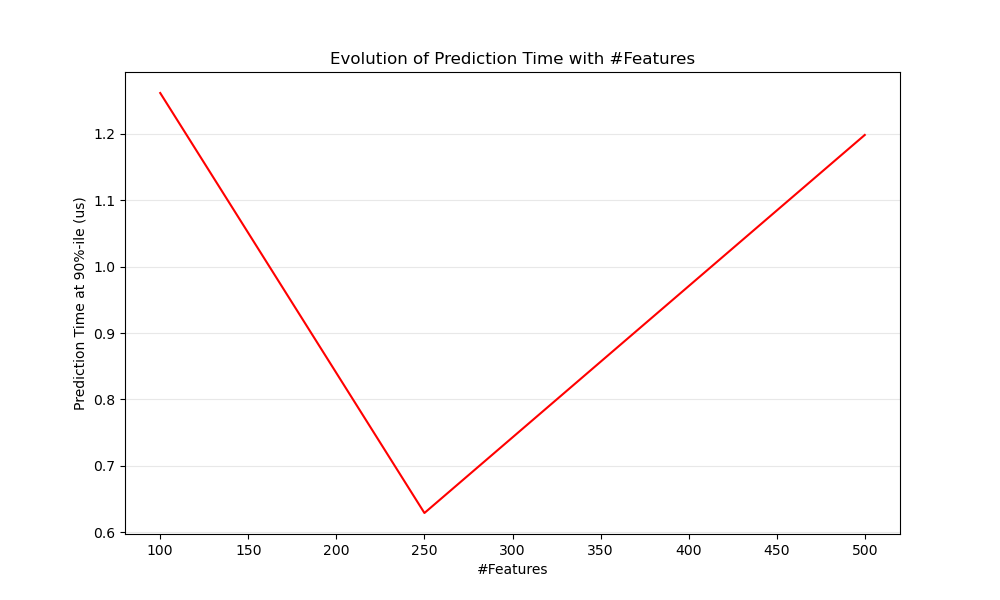 Evolution of Prediction Time with #Features
Prediction Time at 90%-ile (us)
1.2
1.1
1.0
0.9
0.8
0.7
0.6
100 150 200 250 300 350 400 450 500
#Features